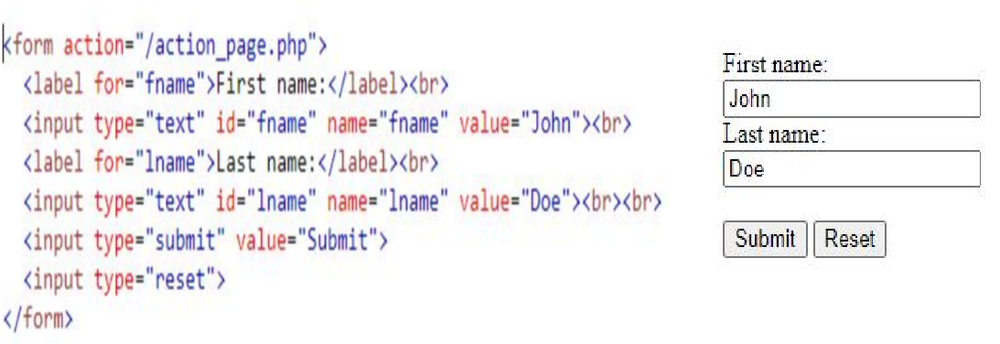 <form action="/action_page.php">
<label for="fname">First name:</label><br>
<input type="text" id="fname" name="fname" value="John"><br>
<label for="lname">Last name:</label><br>
<input type="text" id="lname" name="lname" value="Doe"><br><br>
<input type="submit" value="Submit">
<input type="reset">
</form>
First name:
John
Last name:
Doe
Submit Reset